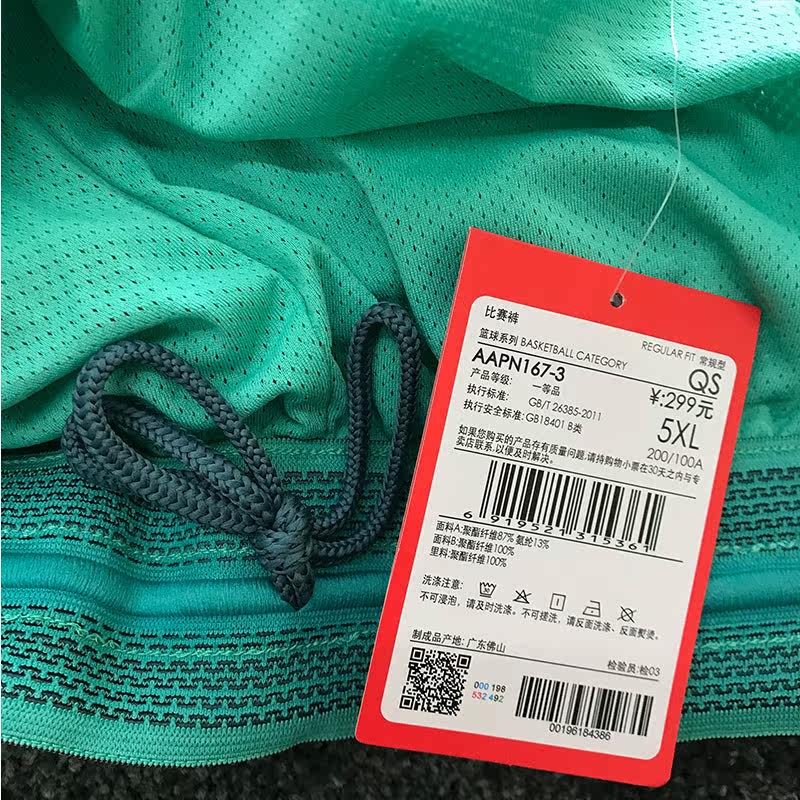 比赛裤
REGULAR FIT 常规型
篮球系列 BASKETBALL CATEGORY
QS
AAPN167-3
¥:299元
产品等级: 一等品
5XL
执行标准: GB/T 26385-2011
200/100A
执行安全标准: GB18401 B类
如果您购买的产品存有质量问题,请持购物小票在30天之内与专
卖店联系,以便及时解决。
6 919521 315361
面料A:聚酯纤维87% 氨纶13%
面料B:聚酯纤维100%
里料:聚酯纤维100%
洗涤注意:
30
不可浸泡，请及时洗涤。不可搓洗，请反面洗涤、反面熨烫。
制成品产地: 广东佛山
检验员:检03
000 198
532 492
00196184386